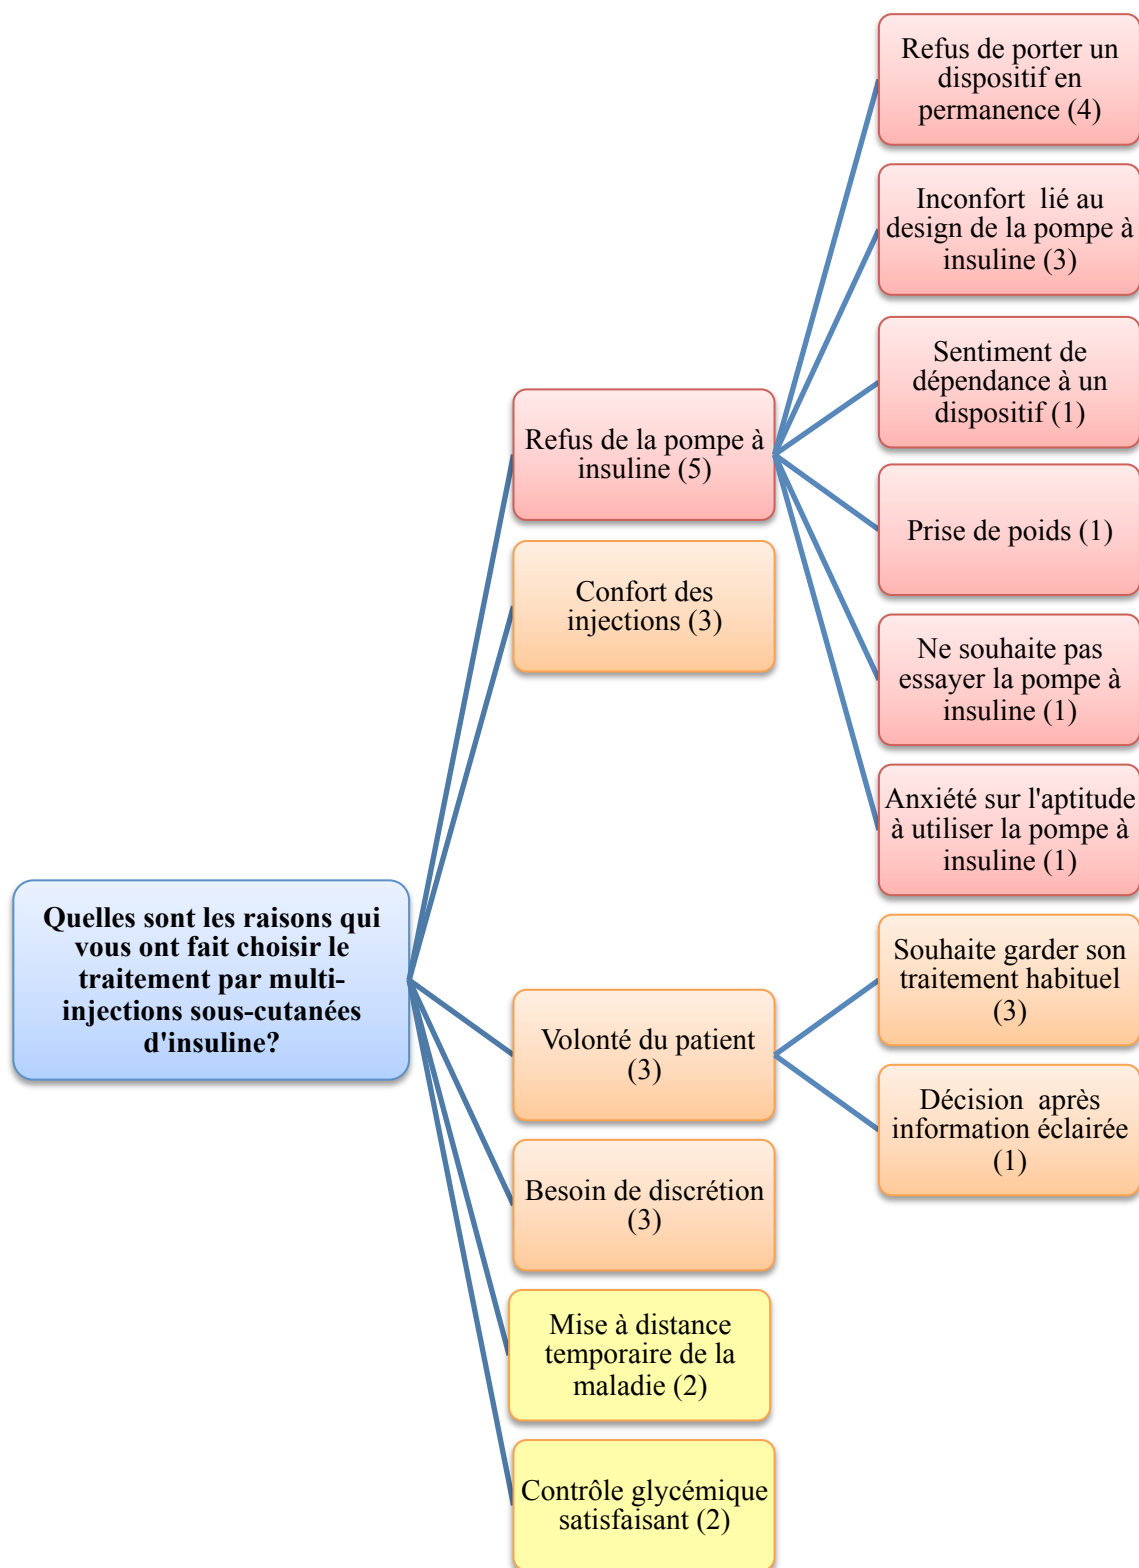 Refus de porter un
dispositif en
permanence (4)
Inconfort  lié au
design de la pompe à
insuline (3)
Sentiment de
dépendance à un
dispositif (1)
Refus de la pompe à
insuline (5)
Prise de poids (1)
Confort des
injections (3)
Ne souhaite pas
essayer la pompe à
insuline (1)
Anxiété sur l'aptitude
à utiliser la pompe à
insuline (1)
Quelles sont les raisons qui
vous ont fait choisir le
traitement par multi-
injections sous-cutanées
d'insuline?
Souhaite garder son
traitement habituel
(3)
Volonté du patient
(3)
Décision  après
information éclairée
(1)
Besoin de discrétion
(3)
Mise à distance
temporaire de la
maladie (2)
Contrôle glycémique
satisfaisant (2)